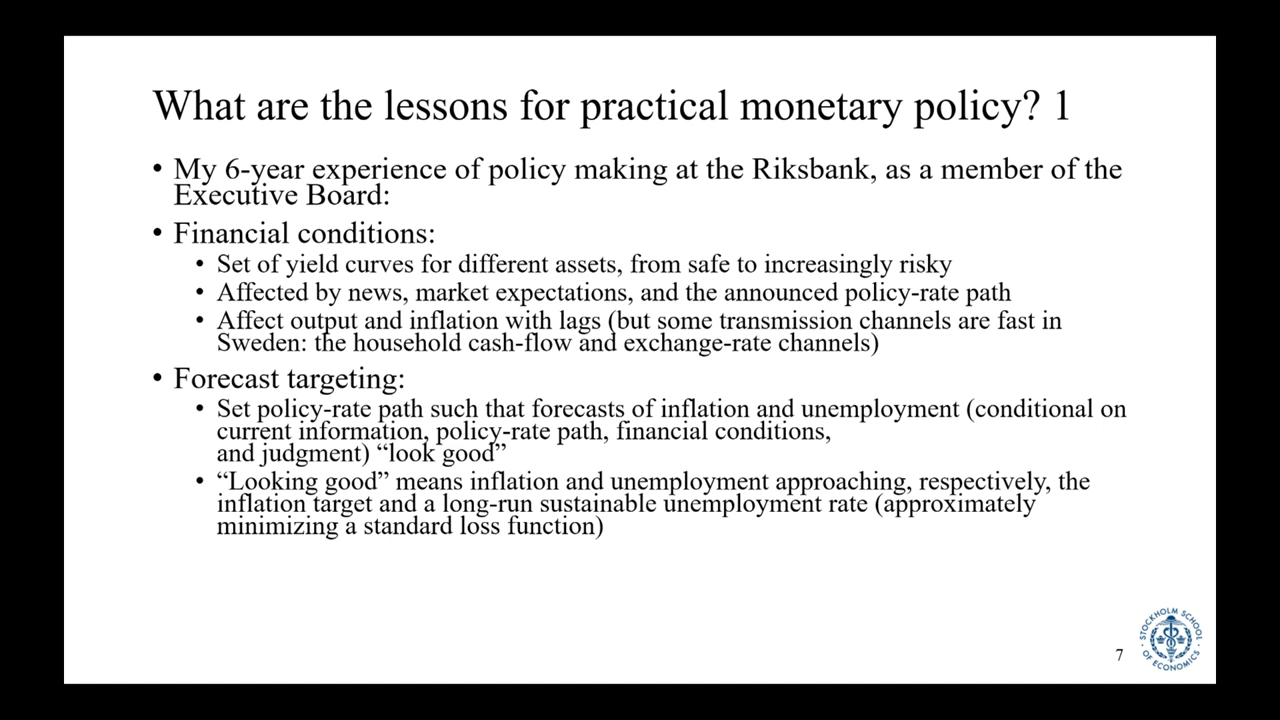 What are the lessons for practical monetary policy? 1
• My 6-year experience of policy making at the Riksbank, as a member of the
Executive Board:
• Financial conditions:
• Set of yield curves for different assets, from safe to increasingly risky
• Affected by news, market expectations, and the announced policy-rate path
• Affect output and inflation with lags (but some transmission channels are fast in
Sweden: the household cash-flow and exchange-rate channels)
• Forecast targeting:
• Set policy-rate path such that forecasts of inflation and unemployment (conditional on
current information, policy-rate path, financial conditions,
and judgment) “look good”
• “Looking good” means inflation and unemployment approaching, respectively, the
inflation target and a long-run sustainable unemployment rate (approximately
minimizing a standard loss function)
7
STOCKHOLM SCHOOL
OF ECONOMICS